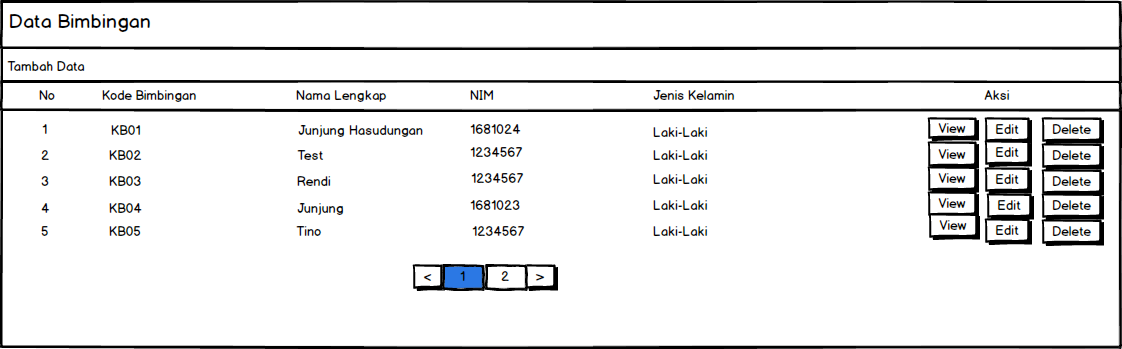 Data Bimbingan
Tambah Data
No Kode Bimbingan Nama Lengkap NIM Jenis Kelamin Aksi
1 KB01 Junjung Hasudungan 1681024 Laki-Laki View Edit Delete
2 KB02 Test 1234567 Laki-Laki View Edit Delete
3 KB03 Rendi 1234567 Laki-Laki View Edit Delete
4 KB04 Junjung 1681023 Laki-Laki View Edit Delete
5 KB05 Tino 1234567 Laki-Laki View Edit Delete
< 1 2 >